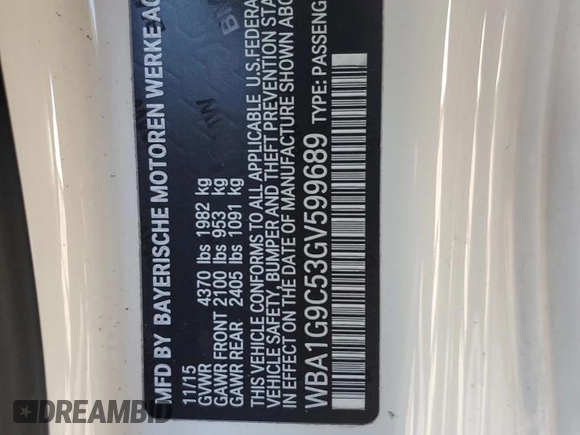 MFD BY BAYERISCHE MOTOREN WERKE AG
11/15
GVWR 4370 lbs 1982 kg
GAWR FRONT 2100 lbs 953 kg
GAWR REAR 2405 lbs 1091 kg
THIS VEHICLE CONFORMS TO ALL APPLICABLE U.S.FEDERAL
VEHICLE SAFETY, BUMPER AND THEFT PREVENTION
IN EFFECT ON THE DATE OF MANUFACTURE SHOWN
WBA1G9C53GV599689 TYPE:
DREAMBID